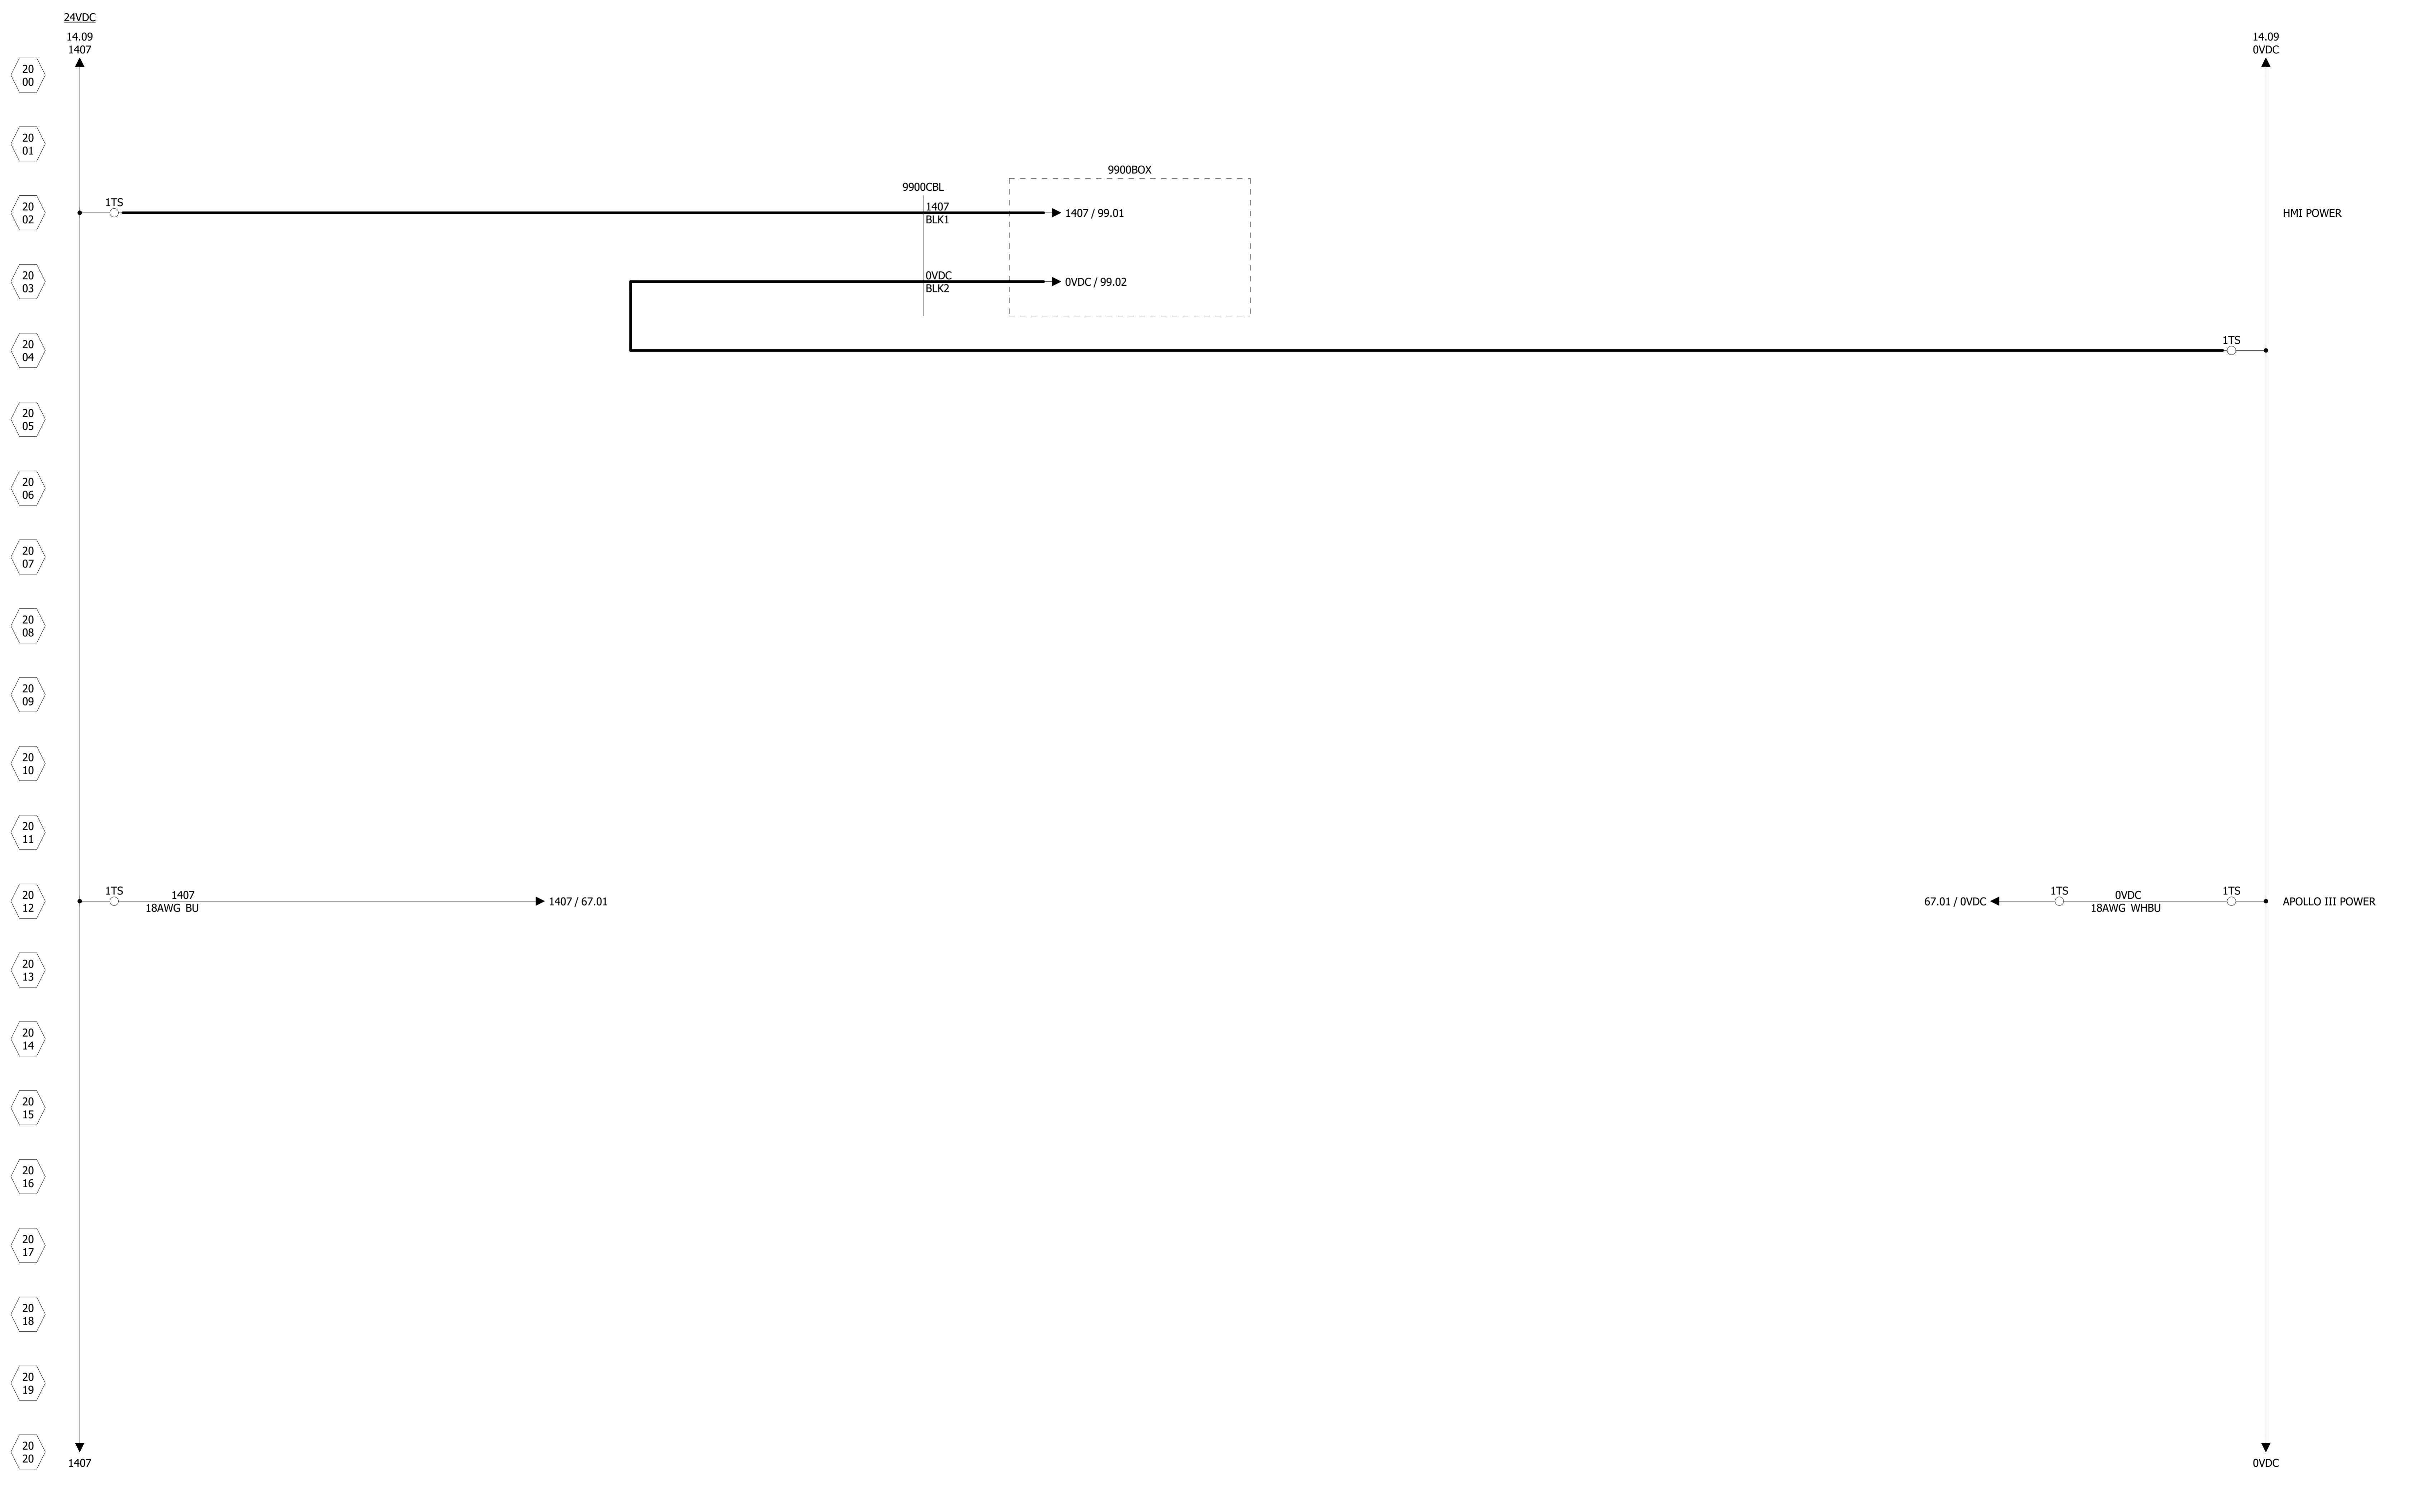 24VDC
14.09
1407
14.09
0VDC
20
00
20
01
9900BOX
9900CBL
20
02
1TS
1407
BLK1
1407 / 99.01
HMI POWER
20
03
0VDC
BLK2
0VDC / 99.02
20
04
1TS
20
05
20
06
20
07
20
08
20
09
20
10
20
11
20
12
1TS
1407
18AWG BU
1407 / 67.01
67.01 / 0VDC
1TS
0VDC
18AWG WHBU
1TS
APOLLO III POWER
20
13
20
14
20
15
20
16
20
17
20
18
20
19
20
20
1407
0VDC